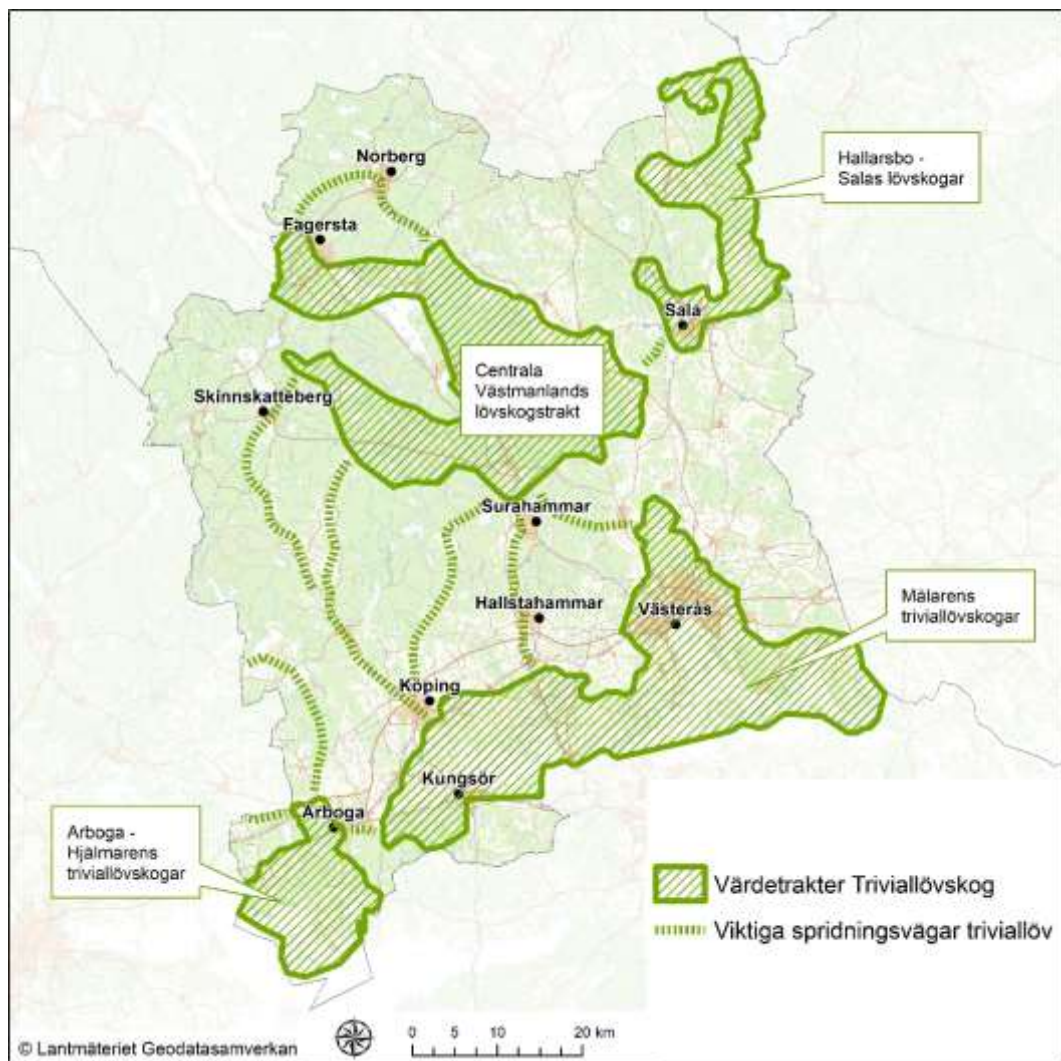 Norberg
Hallarsbo -
Salas lövskogar
Fagersta
Sala
Centrala
Västmanlands
lövskogstrakt
Skinnskatteberg
Surahammar
Hallstahammar
Västerås
Mälarens
triviallövskogar
Köping
Kungsör
Arboga
Arboga -
Hjälmarens
triviallövskogar
Värdetrakter Triviallövskog
Viktiga spridningsvägar triviallöv
0 5 10 20 km
© Lantmäteriet Geodatasamverkan